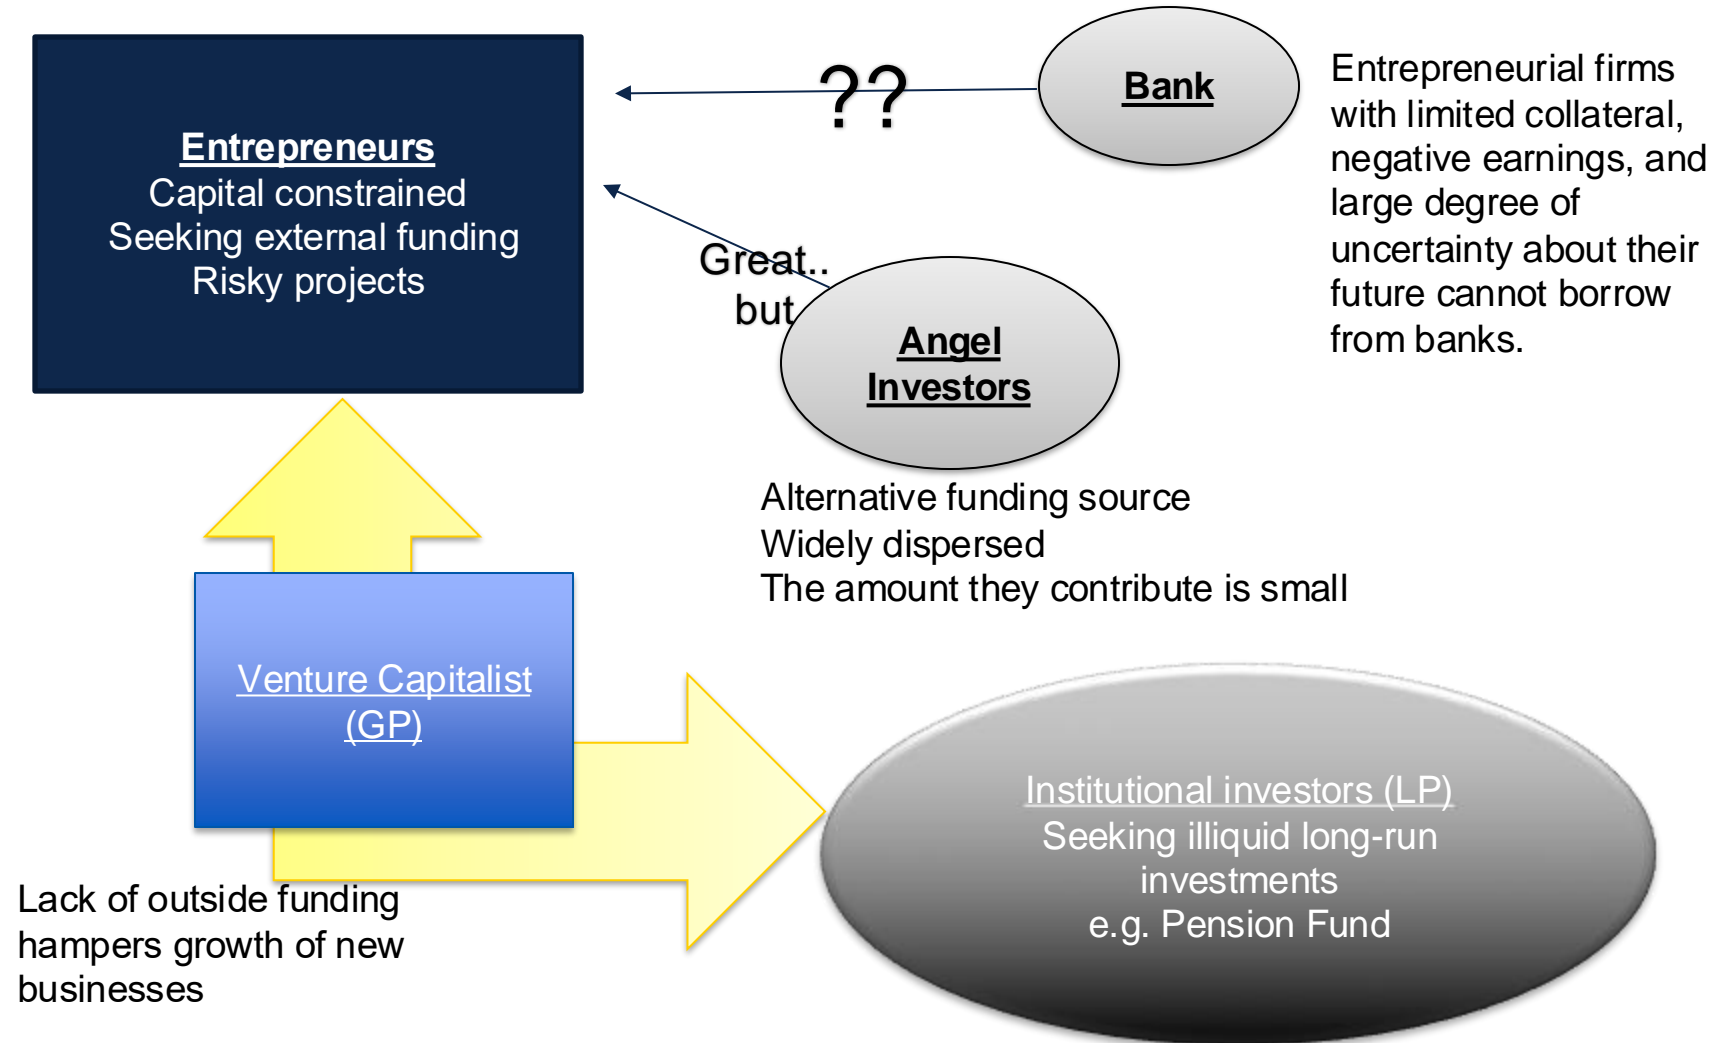 Entrepreneurs
Capital constrained
Seeking external funding
Risky projects
??
Bank
Entrepreneurial firms
with limited collateral,
negative earnings, and
large degree of
uncertainty about their
future cannot borrow
from banks.
Great..
but
Angel
Investors
Alternative funding source
Widely dispersed
The amount they contribute is small
Venture Capitalist
(GP)
Institutional investors (LP)
Seeking illiquid long-run
investments
e.g. Pension Fund
Lack of outside funding
hampers growth of new
businesses